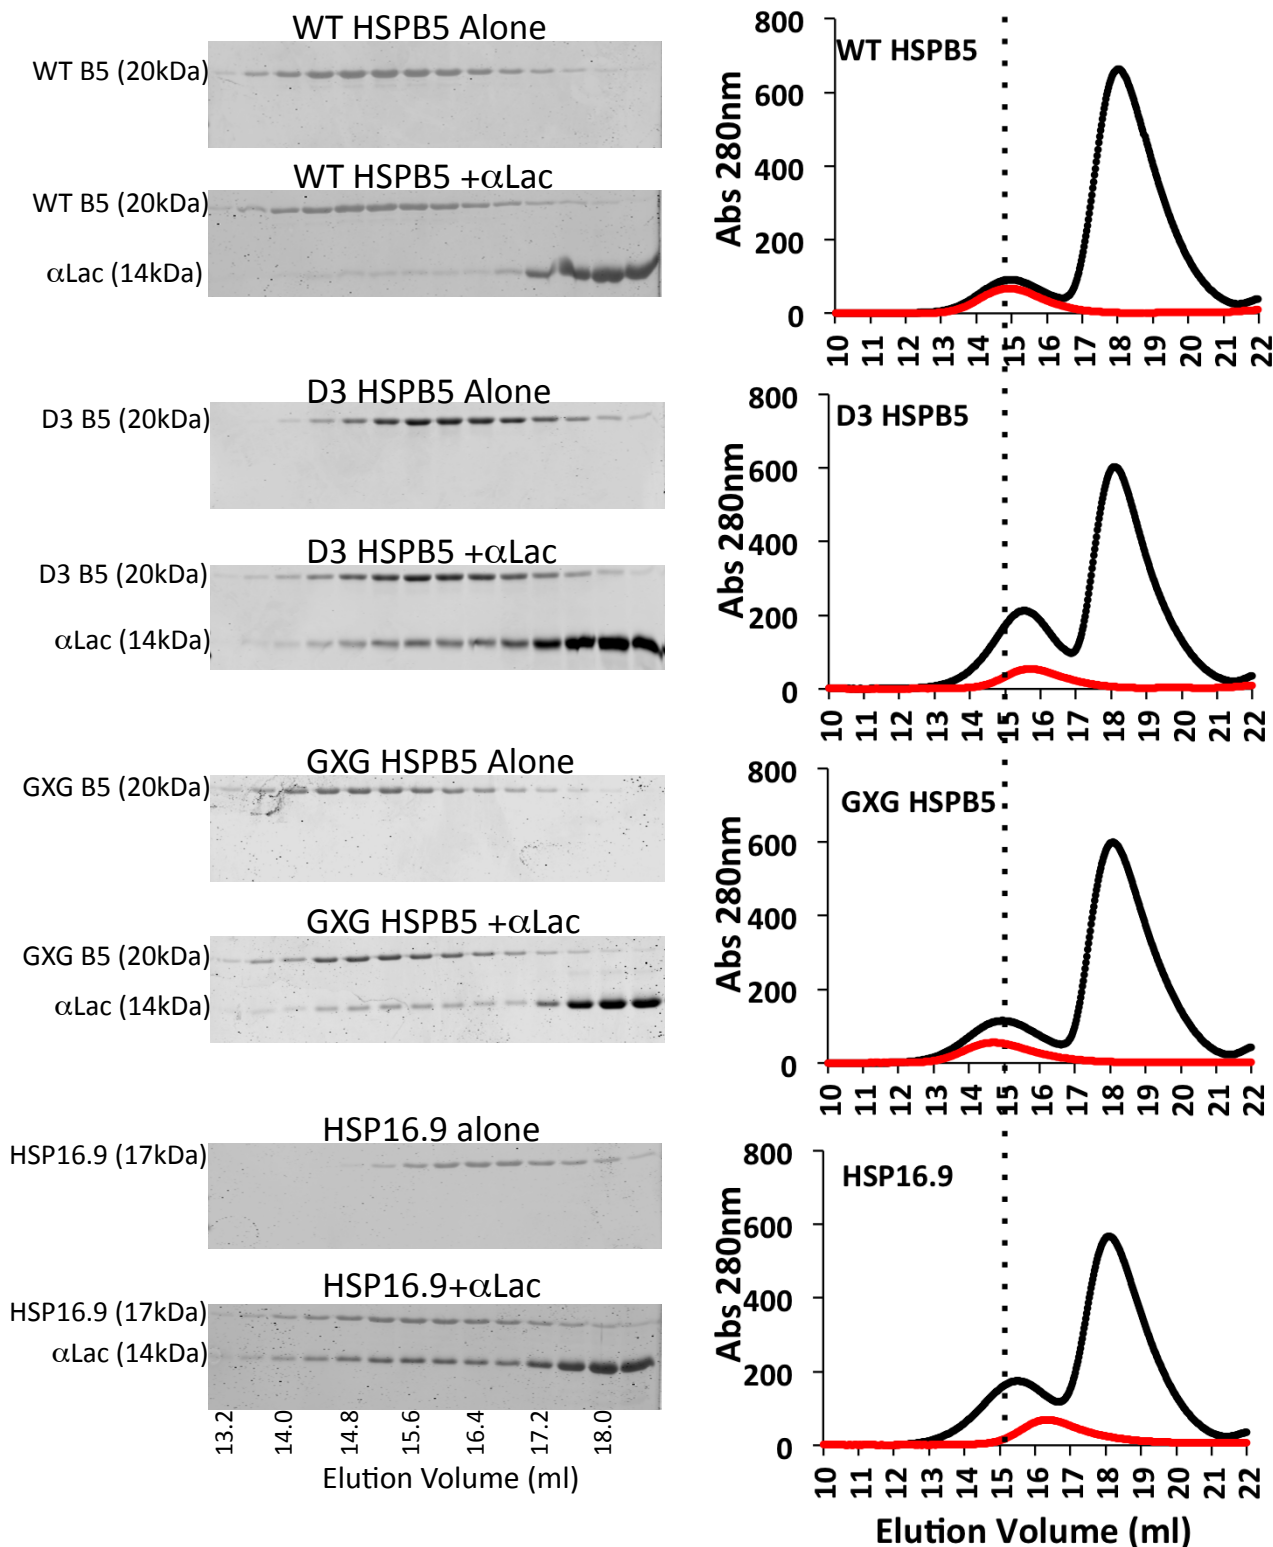 WT HSPB5 Alone
WT B5 (20kDa)
WT HSPB5 +αLac
WT B5 (20kDa)
αLac (14kDa)
D3 HSPB5 Alone
D3 B5 (20kDa)
D3 HSPB5 +αLac
D3 B5 (20kDa)
αLac (14kDa)
GXG HSPB5 Alone
GXG B5 (20kDa)
GXG HSPB5 +αLac
GXG B5 (20kDa)
αLac (14kDa)
HSP16.9 alone
HSP16.9 (17kDa)
HSP16.9+αLac
HSP16.9 (17kDa)
αLac (14kDa)
13.2 14.0 14.8 15.6 16.4 17.2 18.0
Elution Volume (ml)
WT HSPB5
Abs 280nm
800
600
400
200
0
10 11 12 13 14 15 16 17 18 19 20 21 22
D3 HSPB5
Abs 280nm
800
600
400
200
0
10 11 12 13 14 15 16 17 18 19 20 21 22
GXG HSPB5
Abs 280nm
800
600
400
200
0
10 11 12 13 14 15 16 17 18 19 20 21 22
HSP16.9
Abs 280nm
800
600
400
200
0
10 11 12 13 14 15 16 17 18 19 20 21 22
Elution Volume (ml)